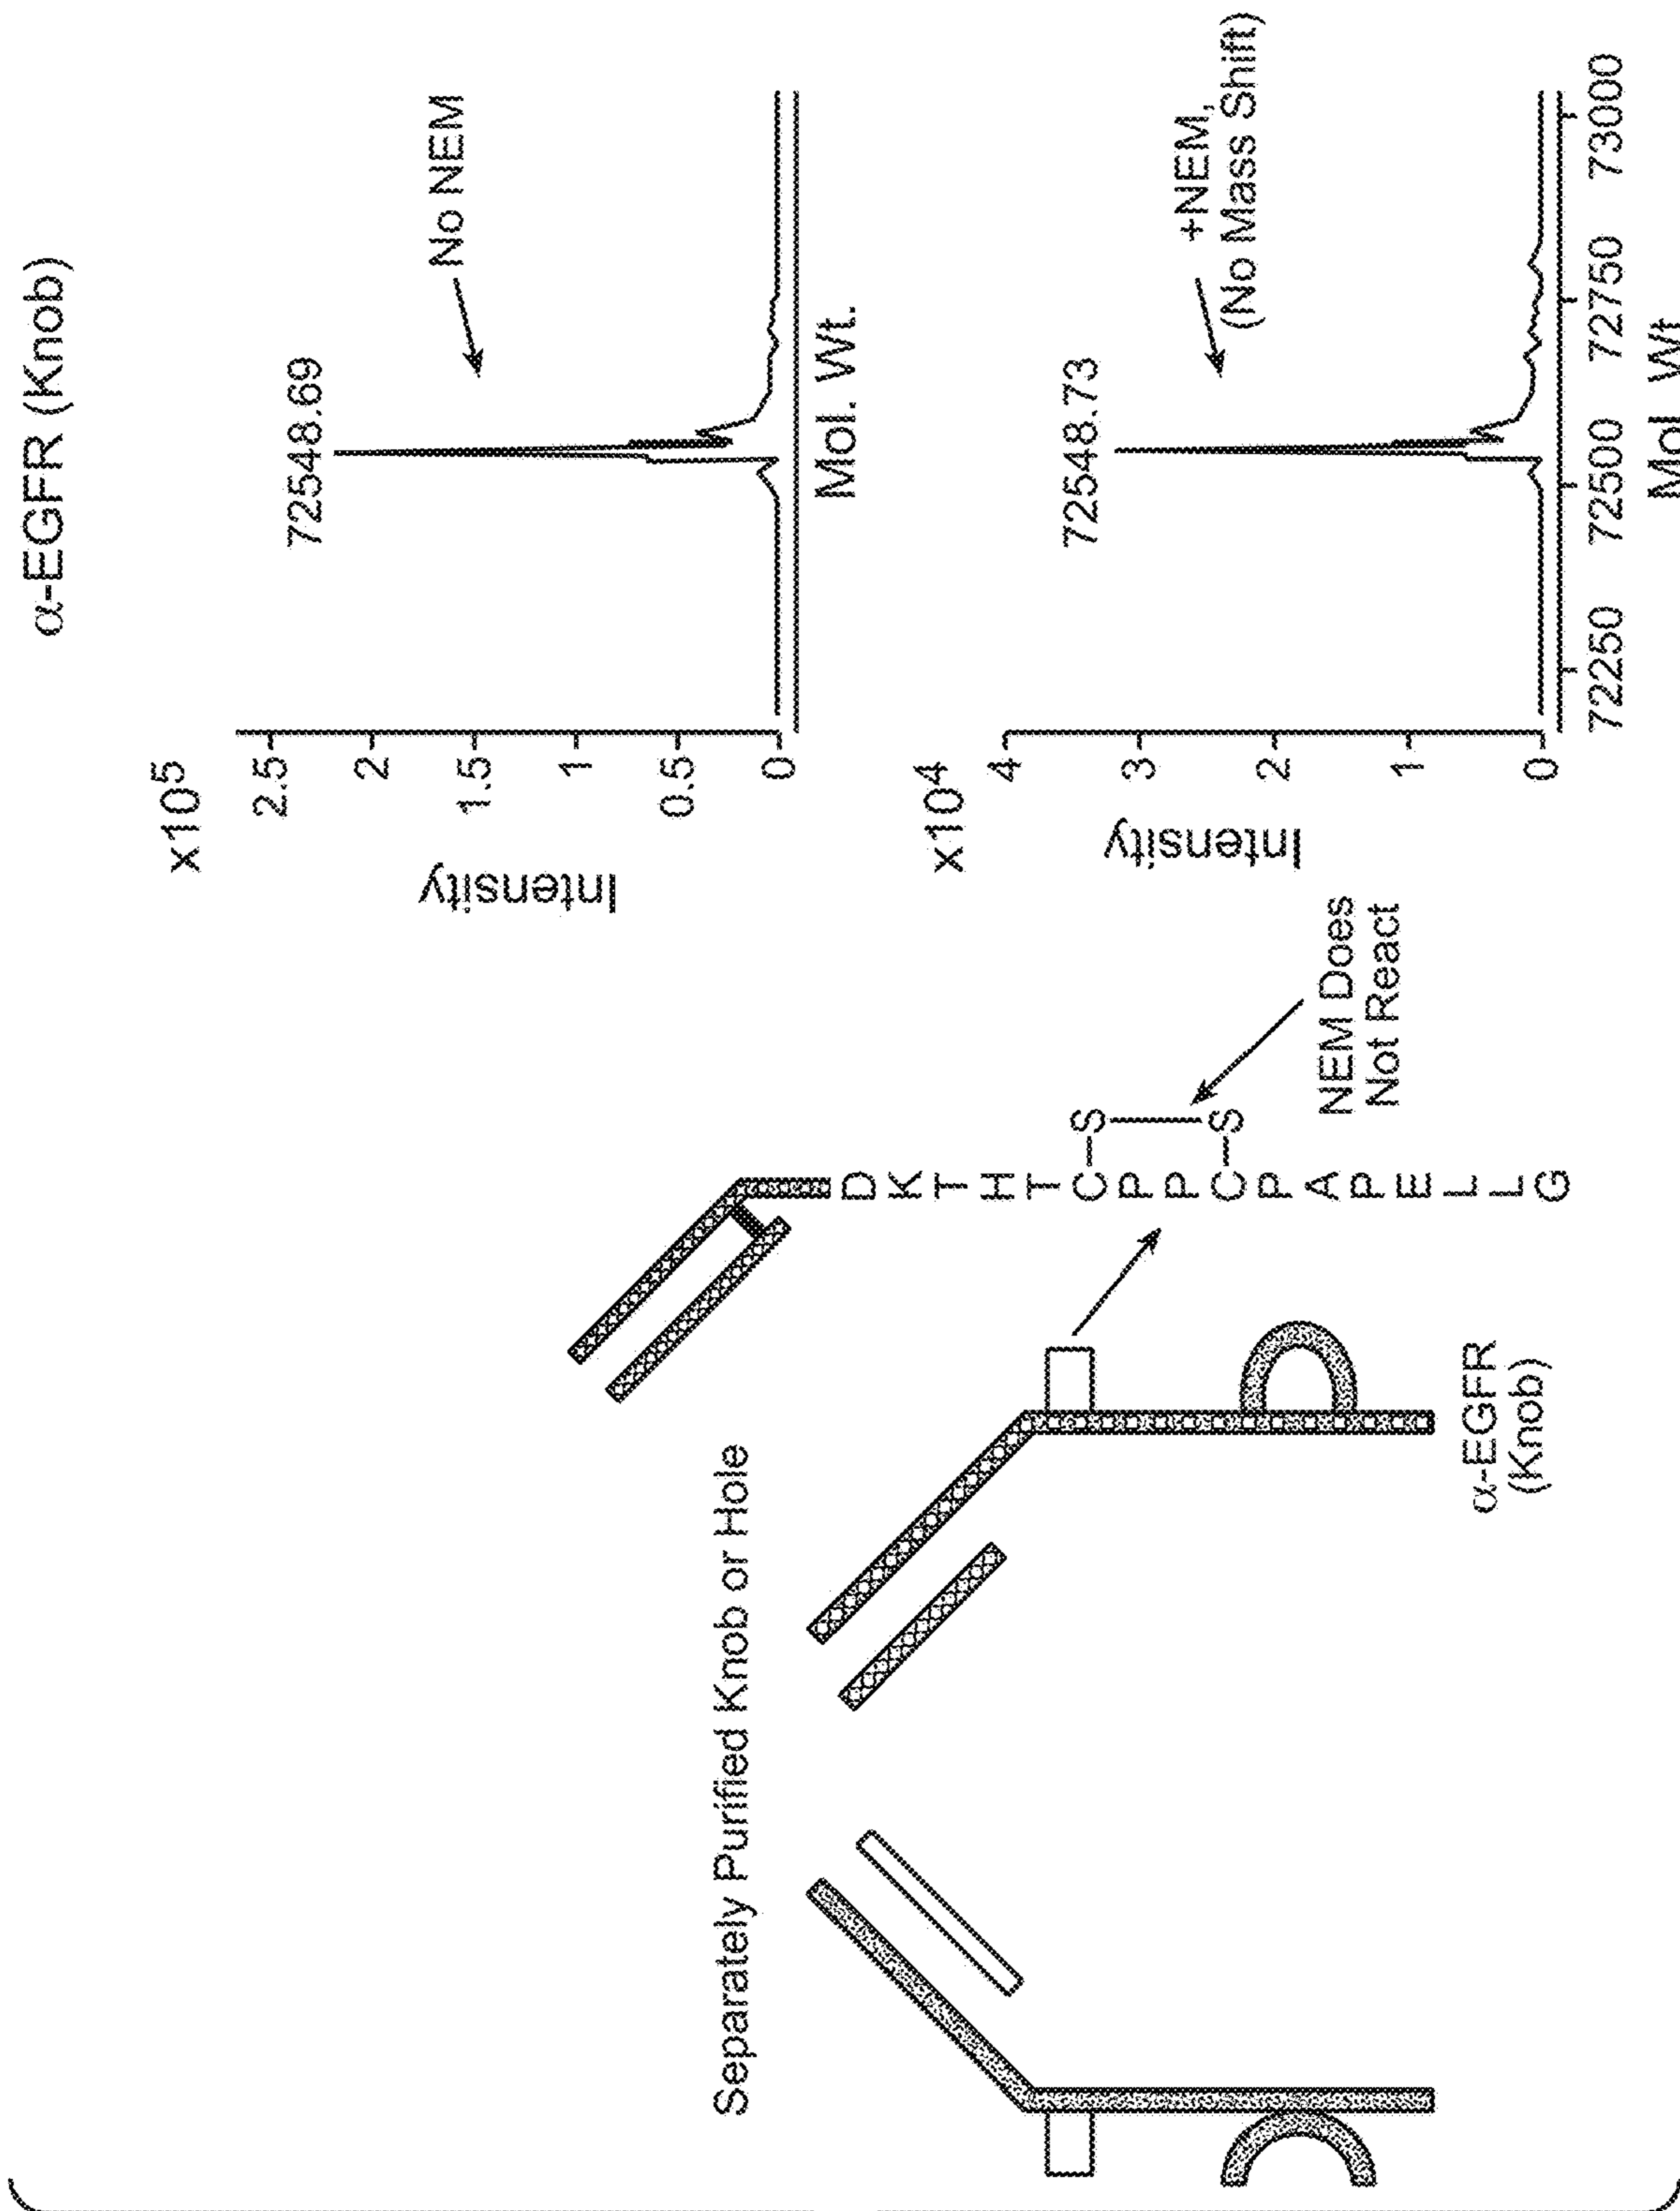 Separately Purified Knob or Hole
D
K
T
H
T
C–S
P
P
C–S
P
A
P
E
L
L
G
NEM Does
Not React
α-EGFR
(Knob)
α-EGFR (Knob)
x10⁵
2.5
2
1.5
1
0.5
0
Intensity
72548.69
No NEM
Mol. Wt.
x10⁴
4
3
2
1
0
Intensity
72548.73
+NEM,
(No Mass Shift)
72250 72500 72750 73000
Mol. Wt.